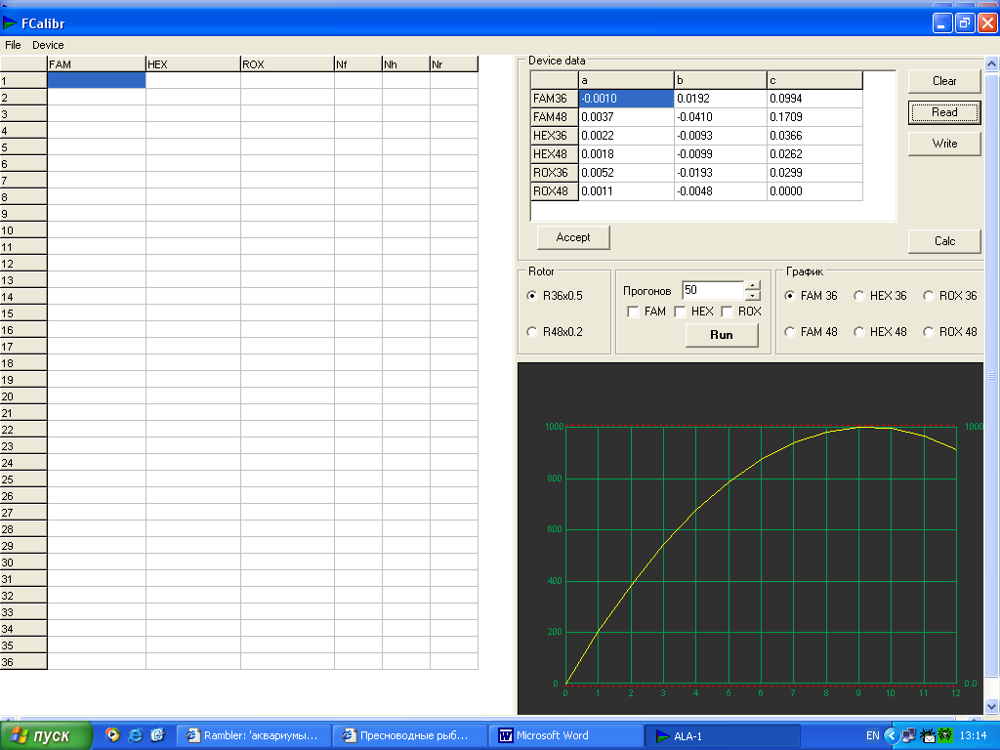 FCalibr
File Device
FAM HEX ROX Nf Nh Nr
1
2
3
4
5
6
7
8
9
10
11
12
13
14
15
16
17
18
19
20
21
22
23
24
25
26
27
28
29
30
31
32
33
34
35
36
Device data
a b c
FAM36 -0.0010 0.0192 0.0994
FAM48 0.0037 -0.0410 0.1709
HEX36 0.0022 -0.0093 0.0366
HEX48 0.0018 -0.0099 0.0262
ROX36 0.0052 -0.0193 0.0299
ROX48 0.0011 -0.0048 0.0000
Clear
Read
Write
Accept
Calc
Rotor
R36x0.5
R48x0.2
Прогонов 50
FAM HEX ROX
Run
График
FAM 36 HEX 36 ROX 36
FAM 48 HEX 48 ROX 48
1000 1000
800
600
400
200
0 0.0
0 1 2 3 4 5 6 7 8 9 10 11 12
пуск Rambler: 'аквариумы... Пресноводные рыб... Microsoft Word ALA-1 EN 13:14